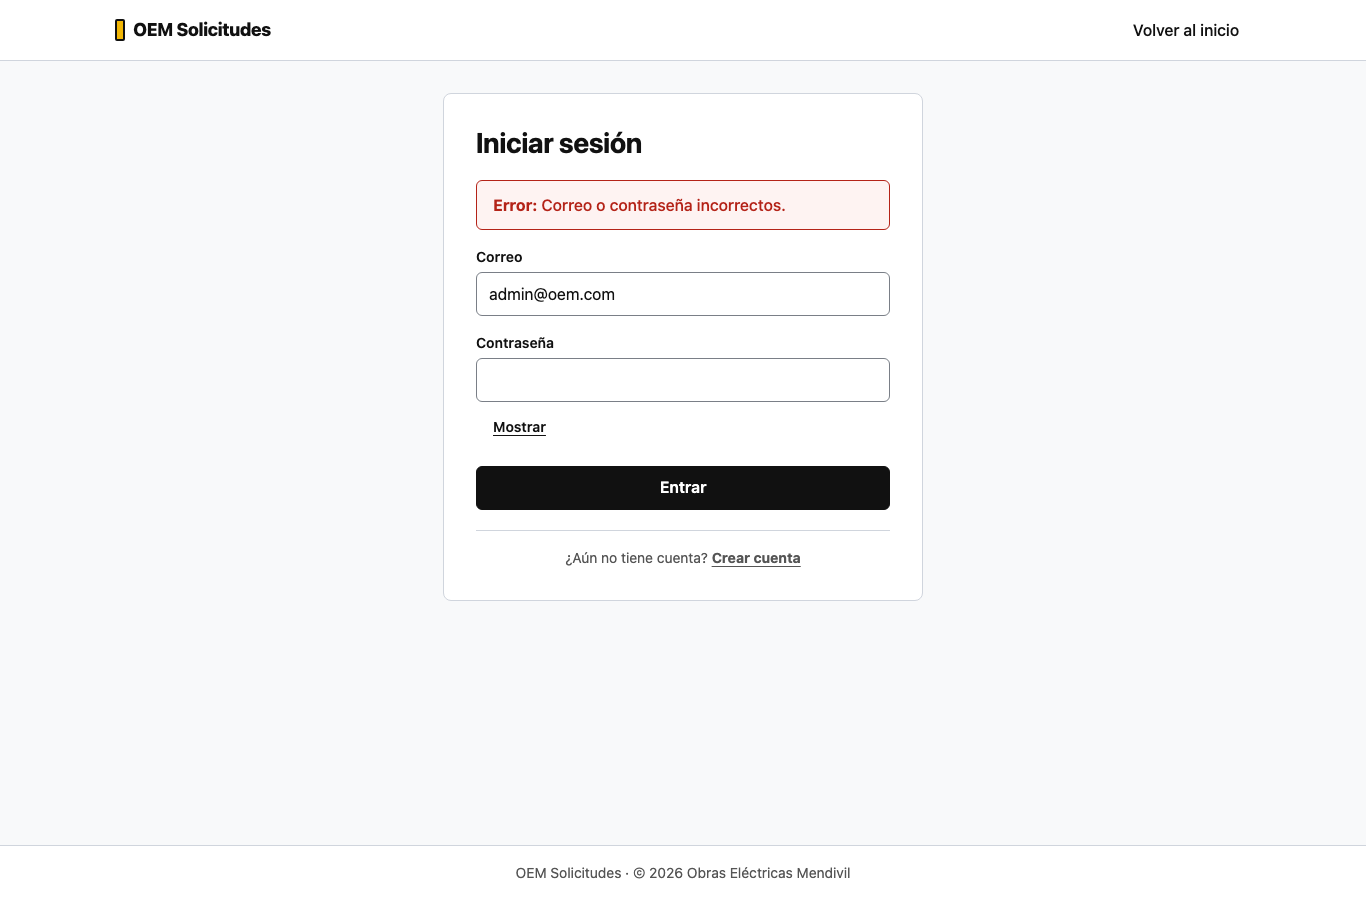 OEM Solicitudes
Volver al inicio
Iniciar sesión
Error: Correo o contraseña incorrectos.
Correo
admin@oem.com
Contraseña
Mostrar
Entrar
¿Aún no tiene cuenta? Crear cuenta
OEM Solicitudes · © 2026 Obras Eléctricas Mendivil